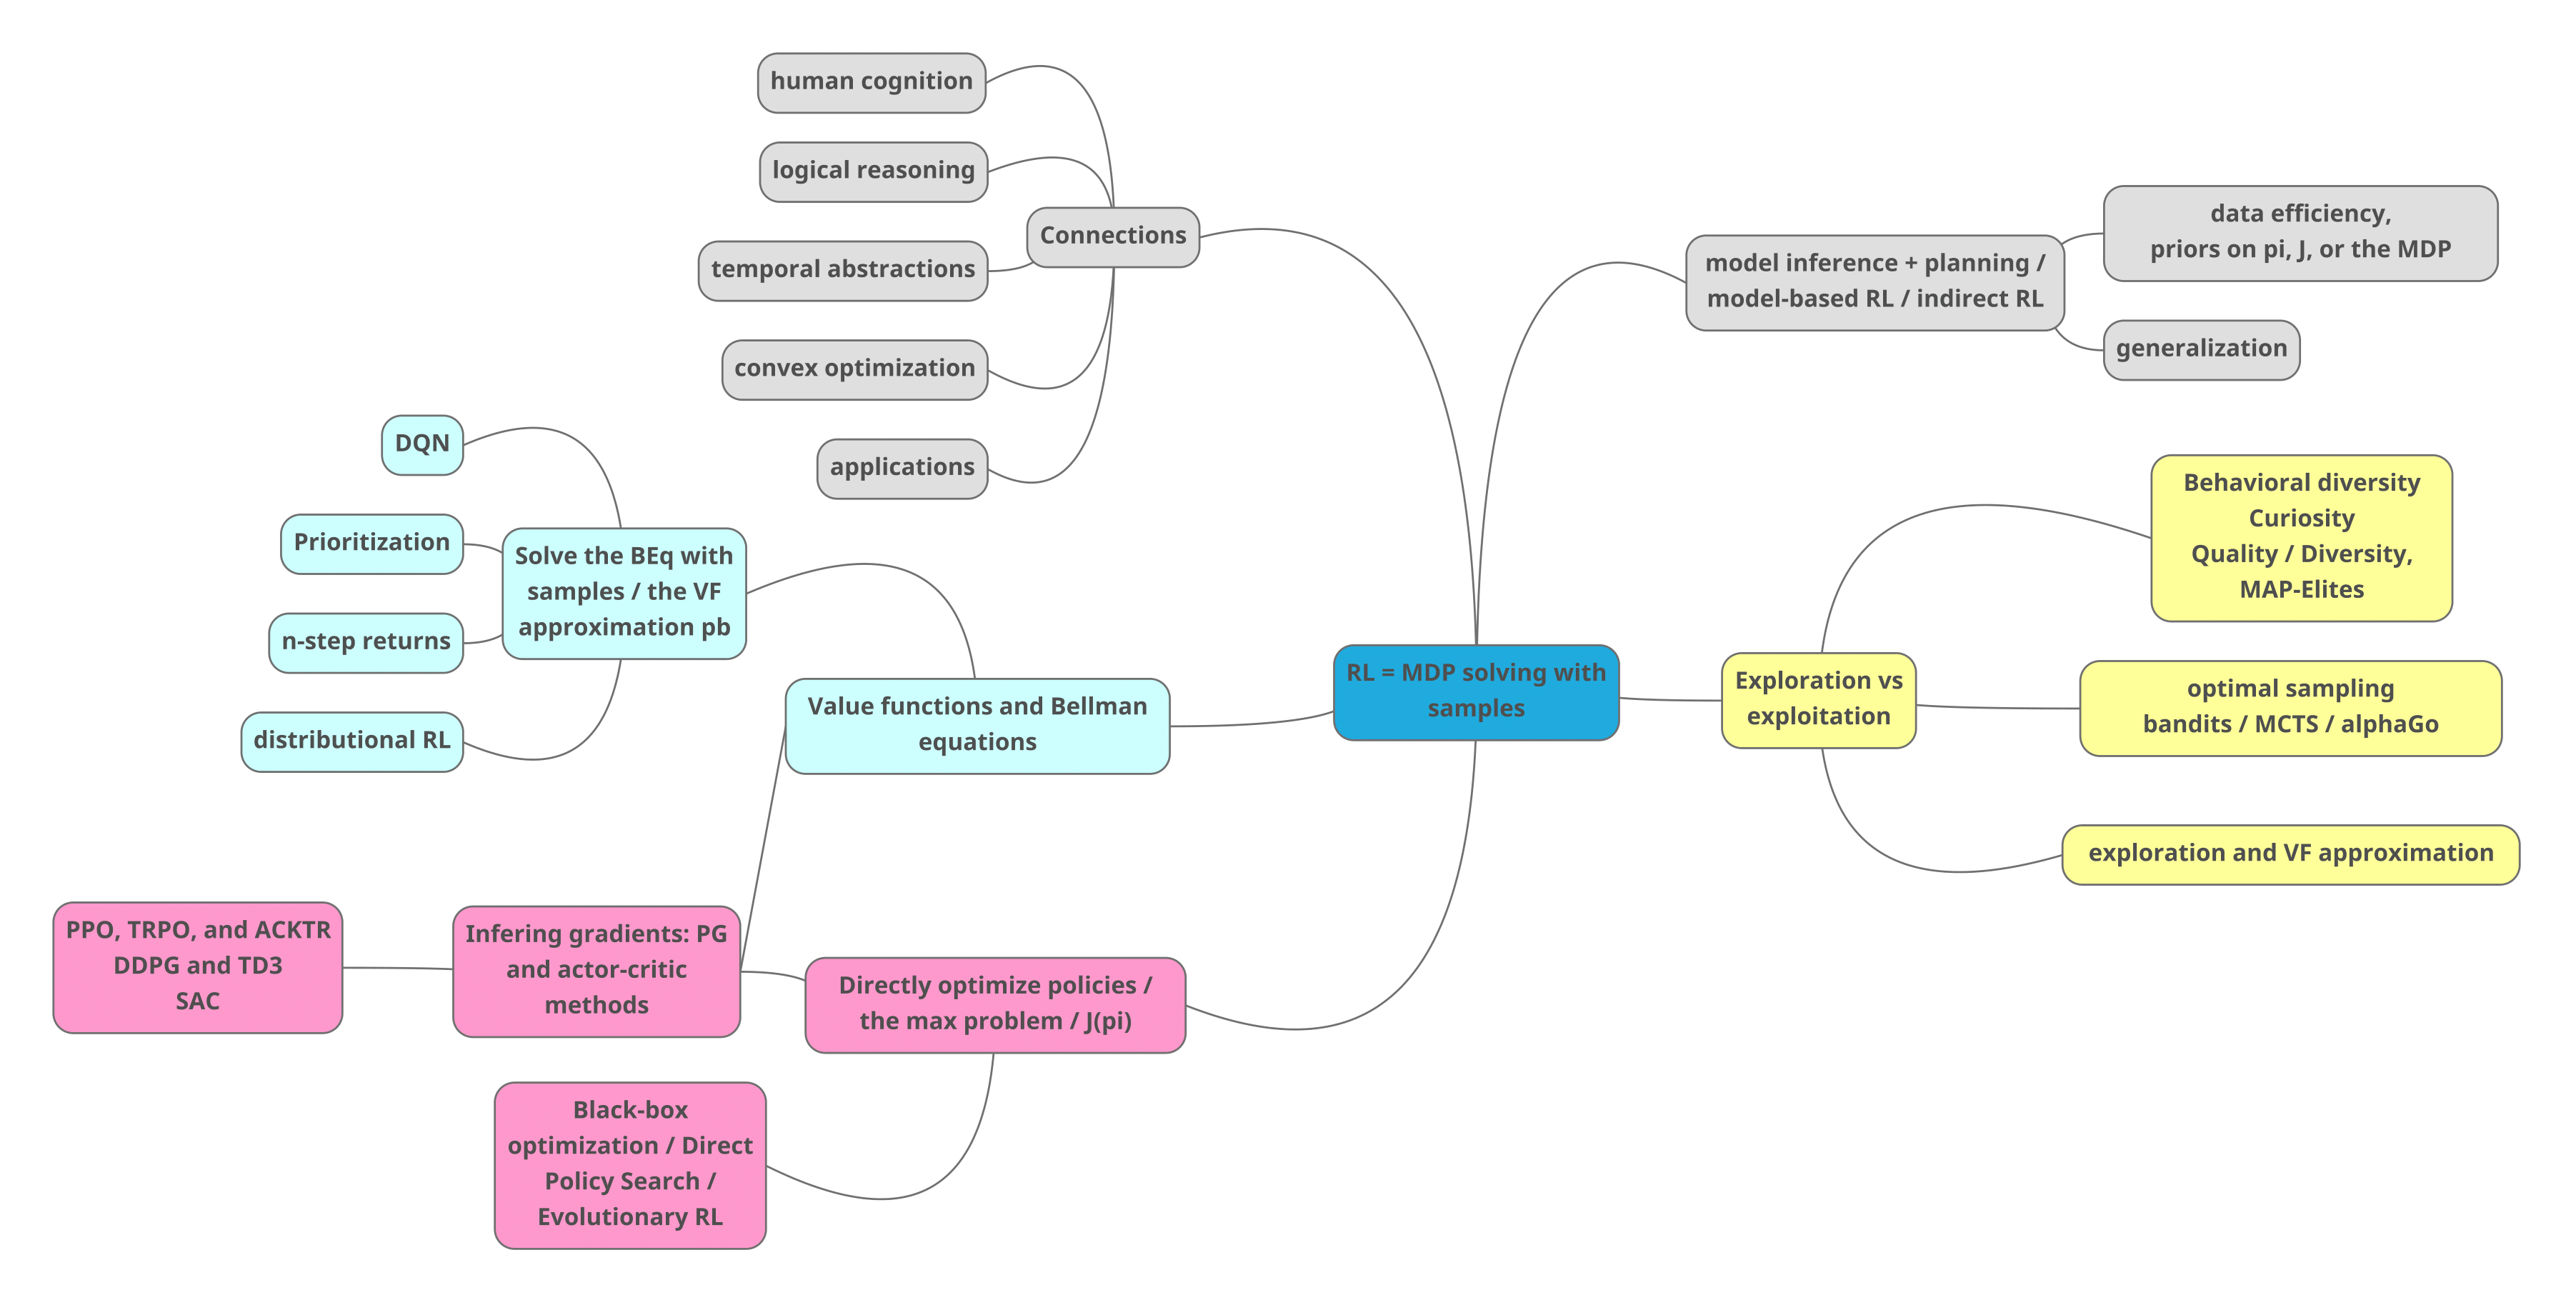 human cognition
logical reasoning
temporal abstractions
convex optimization
applications
Connections
model inference + planning /
model-based RL / indirect RL
data efficiency,
priors on pi, J, or the MDP
generalization
DQN
Prioritization
n-step returns
distributional RL
Solve the BEq with
samples / the VF
approximation pb
Value functions and Bellman
equations
RL = MDP solving with
samples
Exploration vs
exploitation
Behavioral diversity
Curiosity
Quality / Diversity,
MAP-Elites
optimal sampling
bandits / MCTS / alphaGo
exploration and VF approximation
PPO, TRPO, and ACKTR
DDPG and TD3
SAC
Infering gradients: PG
and actor-critic
methods
Directly optimize policies /
the max problem / J(pi)
Black-box
optimization / Direct
Policy Search /
Evolutionary RL